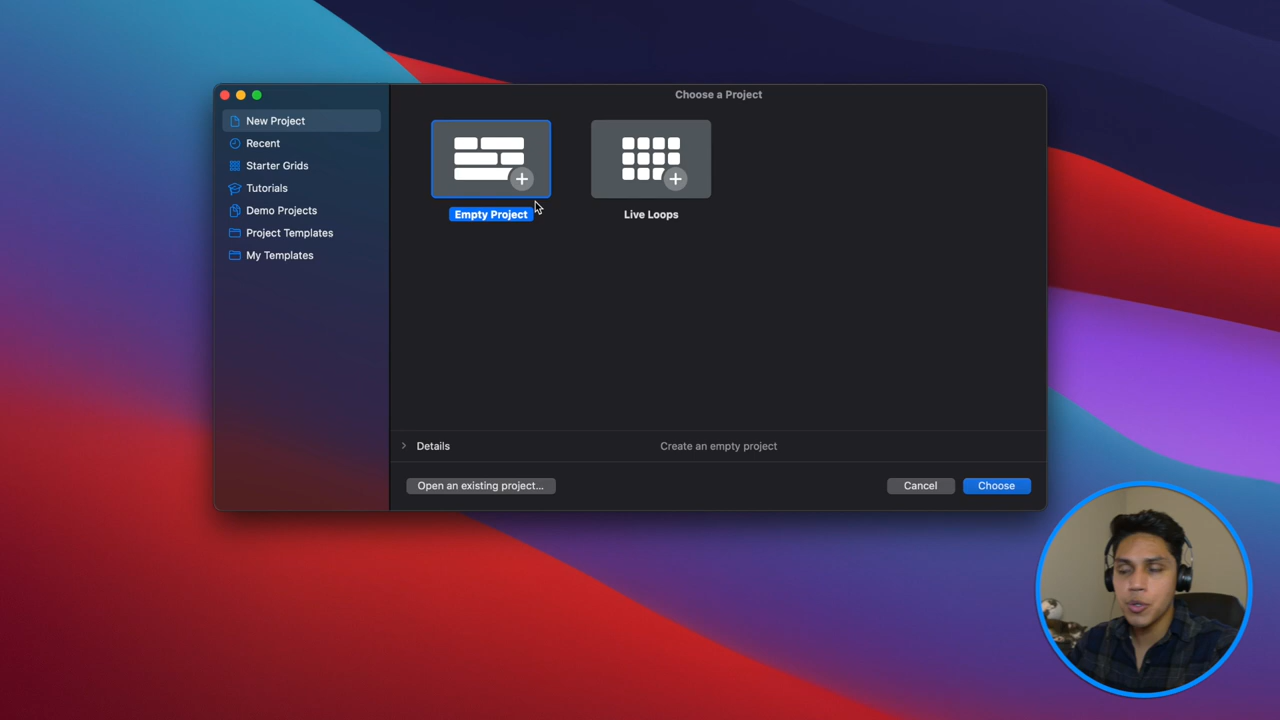 Choose a Project
New Project
Recent
Starter Grids
Tutorials
Demo Projects
Project Templates
My Templates
Empty Project
Live Loops
Details
Create an empty project
Open an existing project...
Cancel
Choose